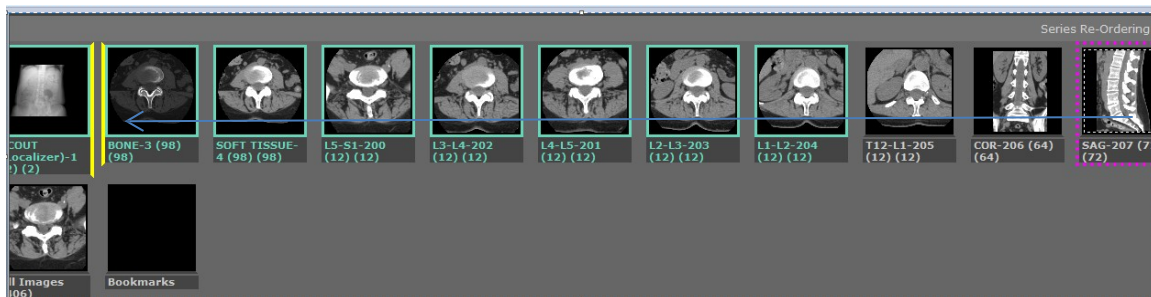 Series Re-Ordering
COUT
ocalizer)-1
) (2)
BONE-3 (98)
(98)
SOFT TISSUE-
4 (98) (98)
L5-S1-200
(12) (12)
L3-L4-202
(12) (12)
L4-L5-201
(12) (12)
L2-L3-203
(12) (12)
L1-L2-204
(12) (12)
T12-L1-205
(12) (12)
COR-206 (64)
(64)
SAG-207 (7
(72)
ll Images
Bookmarks